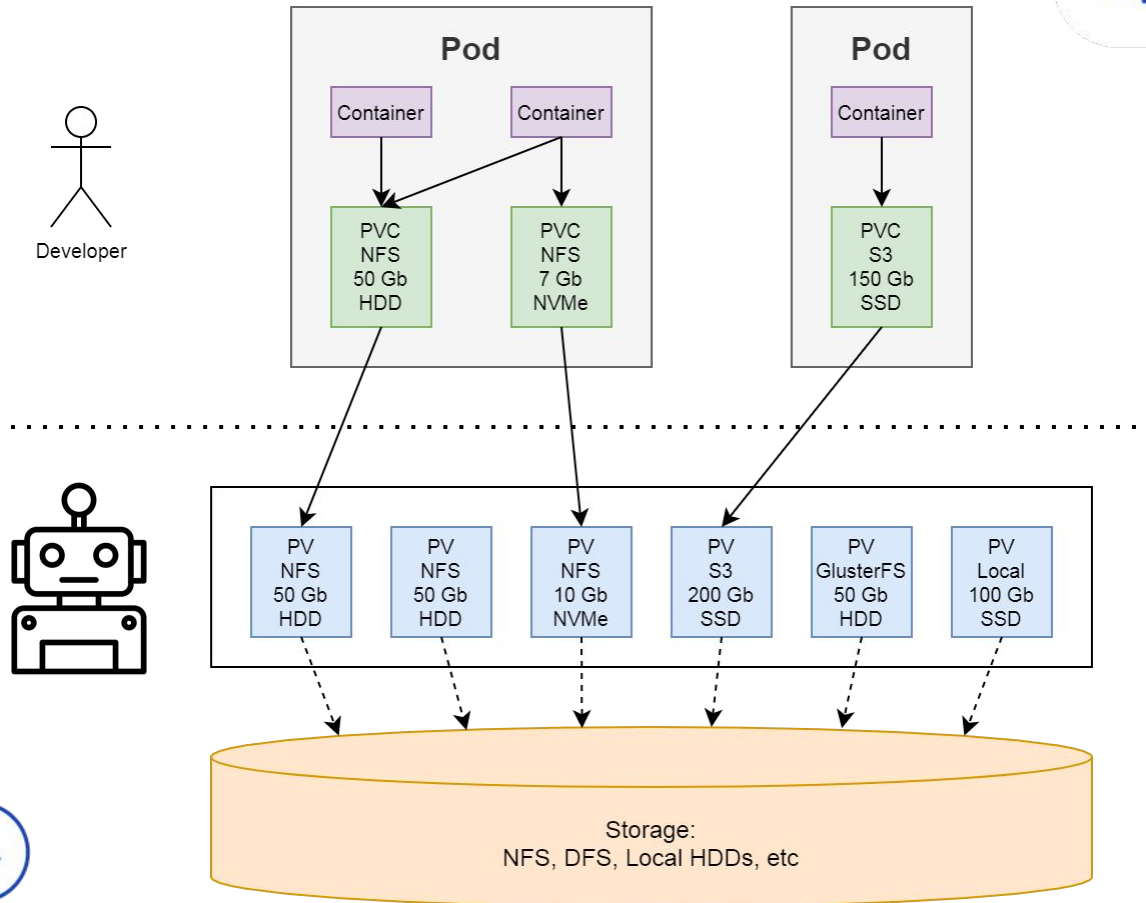 Pod
Pod
Container
Container
Container
Developer
PVC
NFS
50 Gb
HDD
PVC
NFS
7 Gb
NVMe
PVC
S3
150 Gb
SSD
PV
NFS
50 Gb
HDD
PV
NFS
50 Gb
HDD
PV
NFS
10 Gb
NVMe
PV
S3
200 Gb
SSD
PV
GlusterFS
50 Gb
HDD
PV
Local
100 Gb
SSD
Storage:
NFS, DFS, Local HDDs, etc